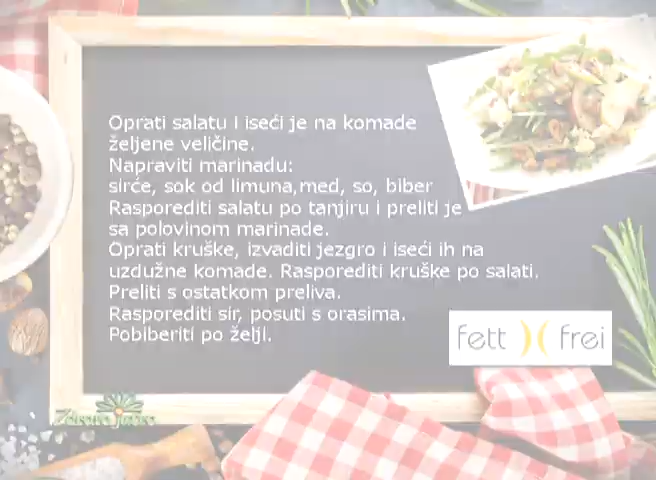 Oprati salatu i iseći je na komade
željene veličine.
Napraviti marinadu:
sirće, sok od limuna,med, so, biber
Rasporediti salatu po tanjiru i preliti je
sa polovinom marinade.
Oprati kruške, izvaditi jezgro i iseći ih na
uzdužne komade. Rasporediti kruške po salati.
Preliti s ostatkom preliva.
Rasporediti sir, posuti s orasima.
Pobiberiti po želji.
fett frei
Zdravo jutro